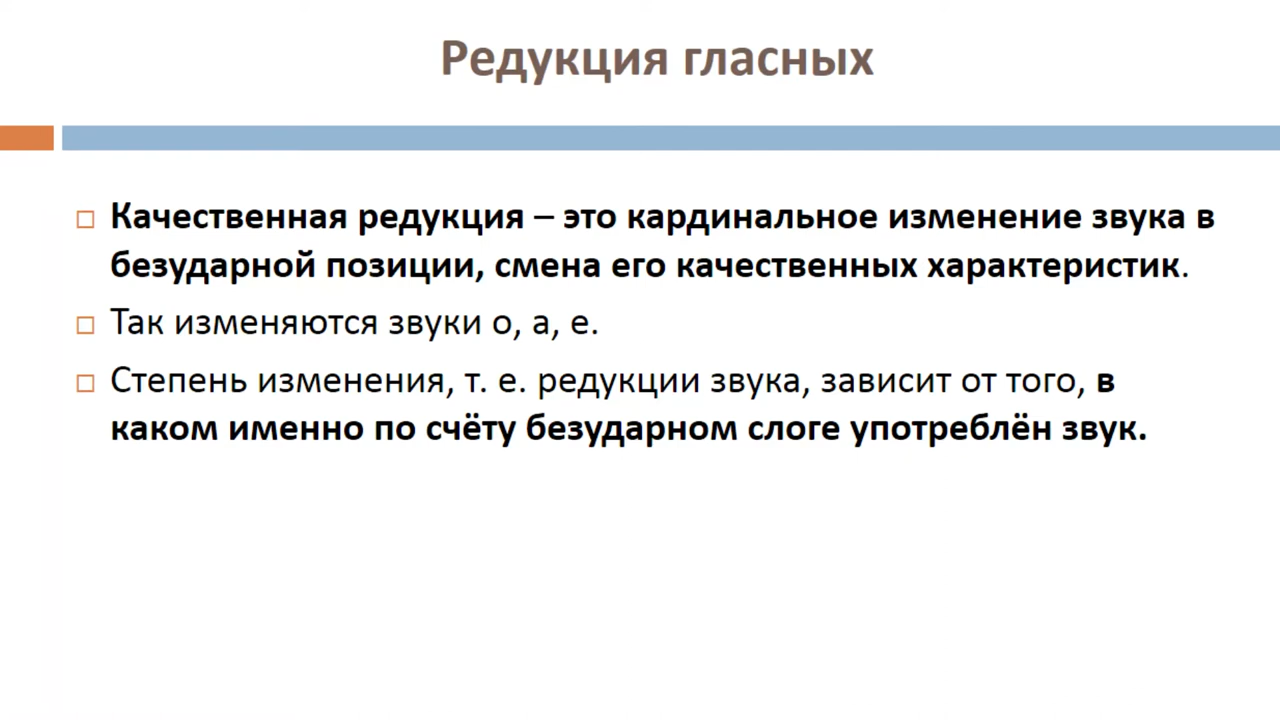 Редукция гласных
Качественная редукция – это кардинальное изменение звука в
безударной позиции, смена его качественных характеристик.
Так изменяются звуки о, а, е.
Степень изменения, т. е. редукции звука, зависит от того, в
каком именно по счёту безударном слоге употреблён звук.